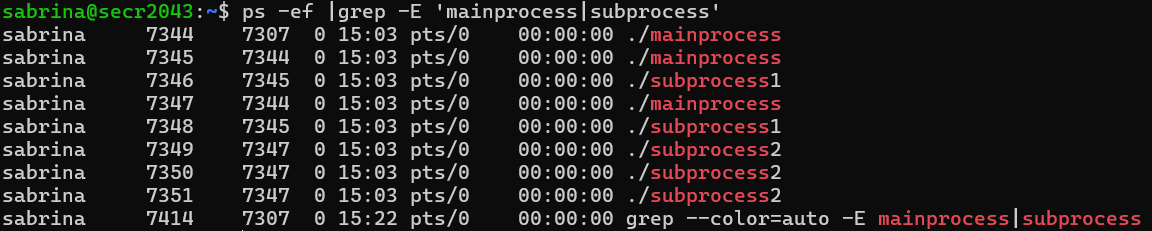 sabrina@secr2043:~$ ps -ef |grep -E 'mainprocess|subprocess'
sabrina     7344    7307  0 15:03 pts/0    00:00:00 ./mainprocess
sabrina     7345    7344  0 15:03 pts/0    00:00:00 ./mainprocess
sabrina     7346    7345  0 15:03 pts/0    00:00:00 ./subprocess1
sabrina     7347    7344  0 15:03 pts/0    00:00:00 ./mainprocess
sabrina     7348    7345  0 15:03 pts/0    00:00:00 ./subprocess1
sabrina     7349    7347  0 15:03 pts/0    00:00:00 ./subprocess2
sabrina     7350    7347  0 15:03 pts/0    00:00:00 ./subprocess2
sabrina     7351    7347  0 15:03 pts/0    00:00:00 ./subprocess2
sabrina     7414    7307  0 15:22 pts/0    00:00:00 grep --color=auto -E mainprocess|subprocess